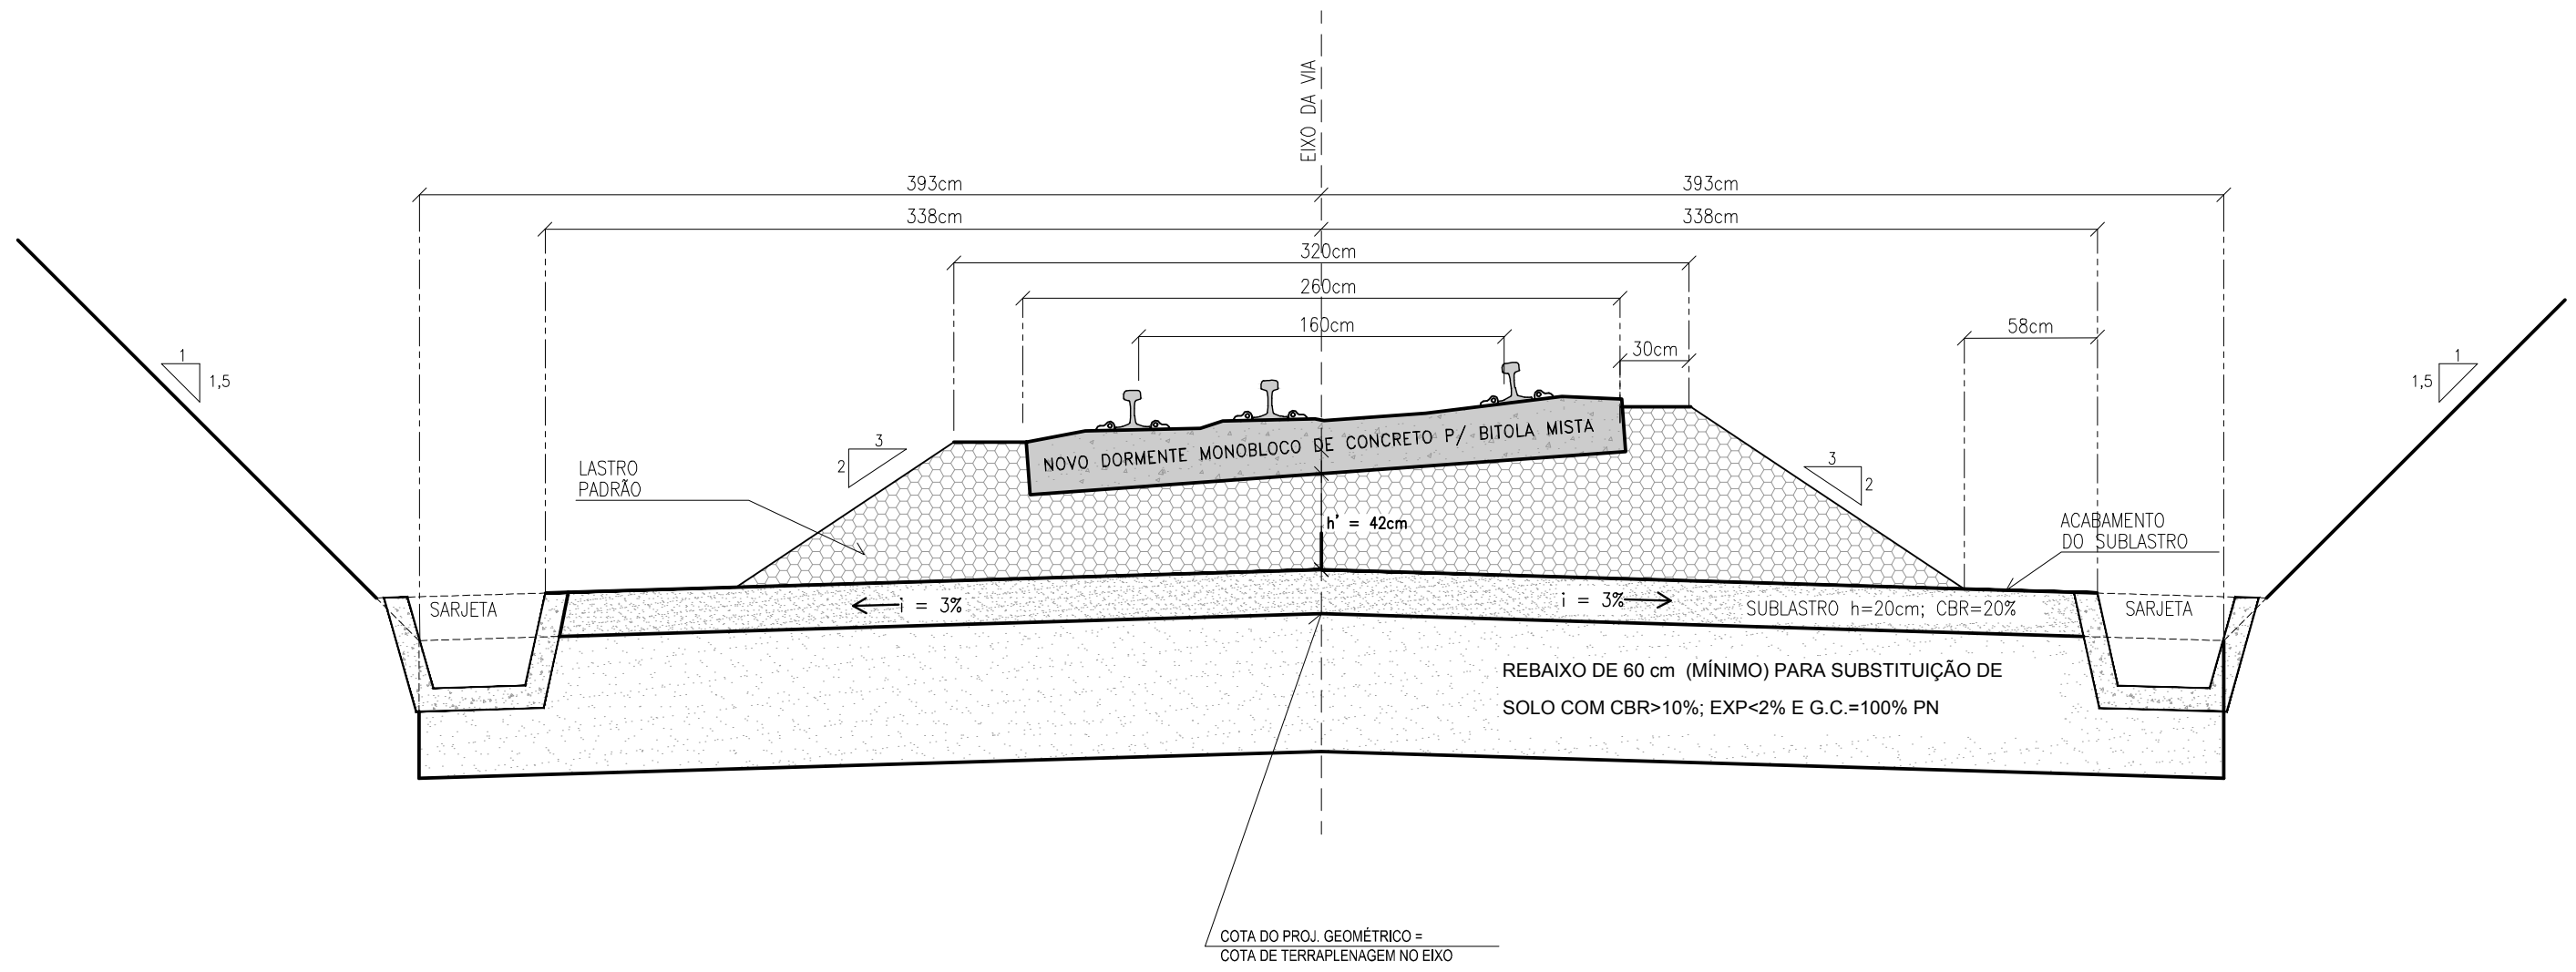 EIXO DA VIA
393cm
393cm
338cm
338cm
320cm
260cm
160cm
58cm
30cm
1
1,5
1
1,5
3
2
3
2
NOVO DORMENTE MONOBLOCO DE CONCRETO P/ BITOLA MISTA
LASTRO
PADRÃO
h' = 42cm
ACABAMENTO
DO SUBLASTRO
SARJETA
i = 3%
i = 3%
SUBLASTRO h=20cm; CBR=20%
SARJETA
REBAIXO DE 60 cm (MÍNIMO) PARA SUBSTITUIÇÃO DE
SOLO COM CBR>10%; EXP<2% E G.C.=100% PN
COTA DO PROJ. GEOMÉTRICO =
COTA DE TERRAPLENAGEM NO EIXO